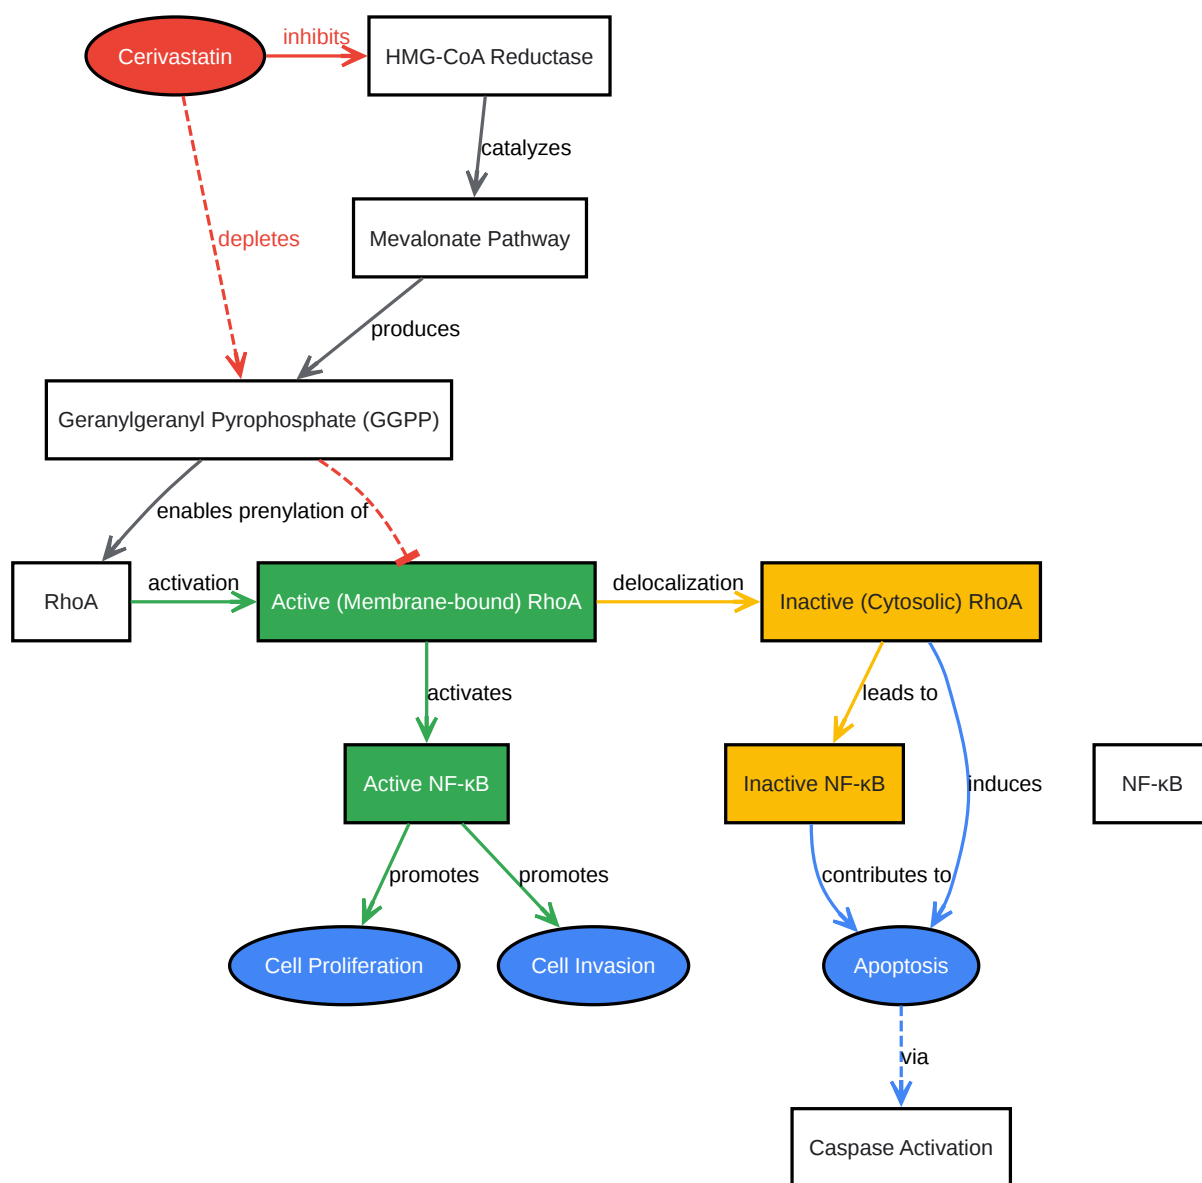 inhibits
Cerivastatin
HMG-CoA Reductase
catalyzes
depletes
Mevalonate Pathway
produces
Geranylgeranyl Pyrophosphate (GGPP)
enables prenylation of
activation
delocalization
RhoA
Active (Membrane-bound) RhoA
Inactive (Cytosolic) RhoA
activates
leads to
Active NF-κB
Inactive NF-κB
induces
NF-κB
promotes
promotes
contributes to
Cell Proliferation
Cell Invasion
Apoptosis
via
Caspase Activation